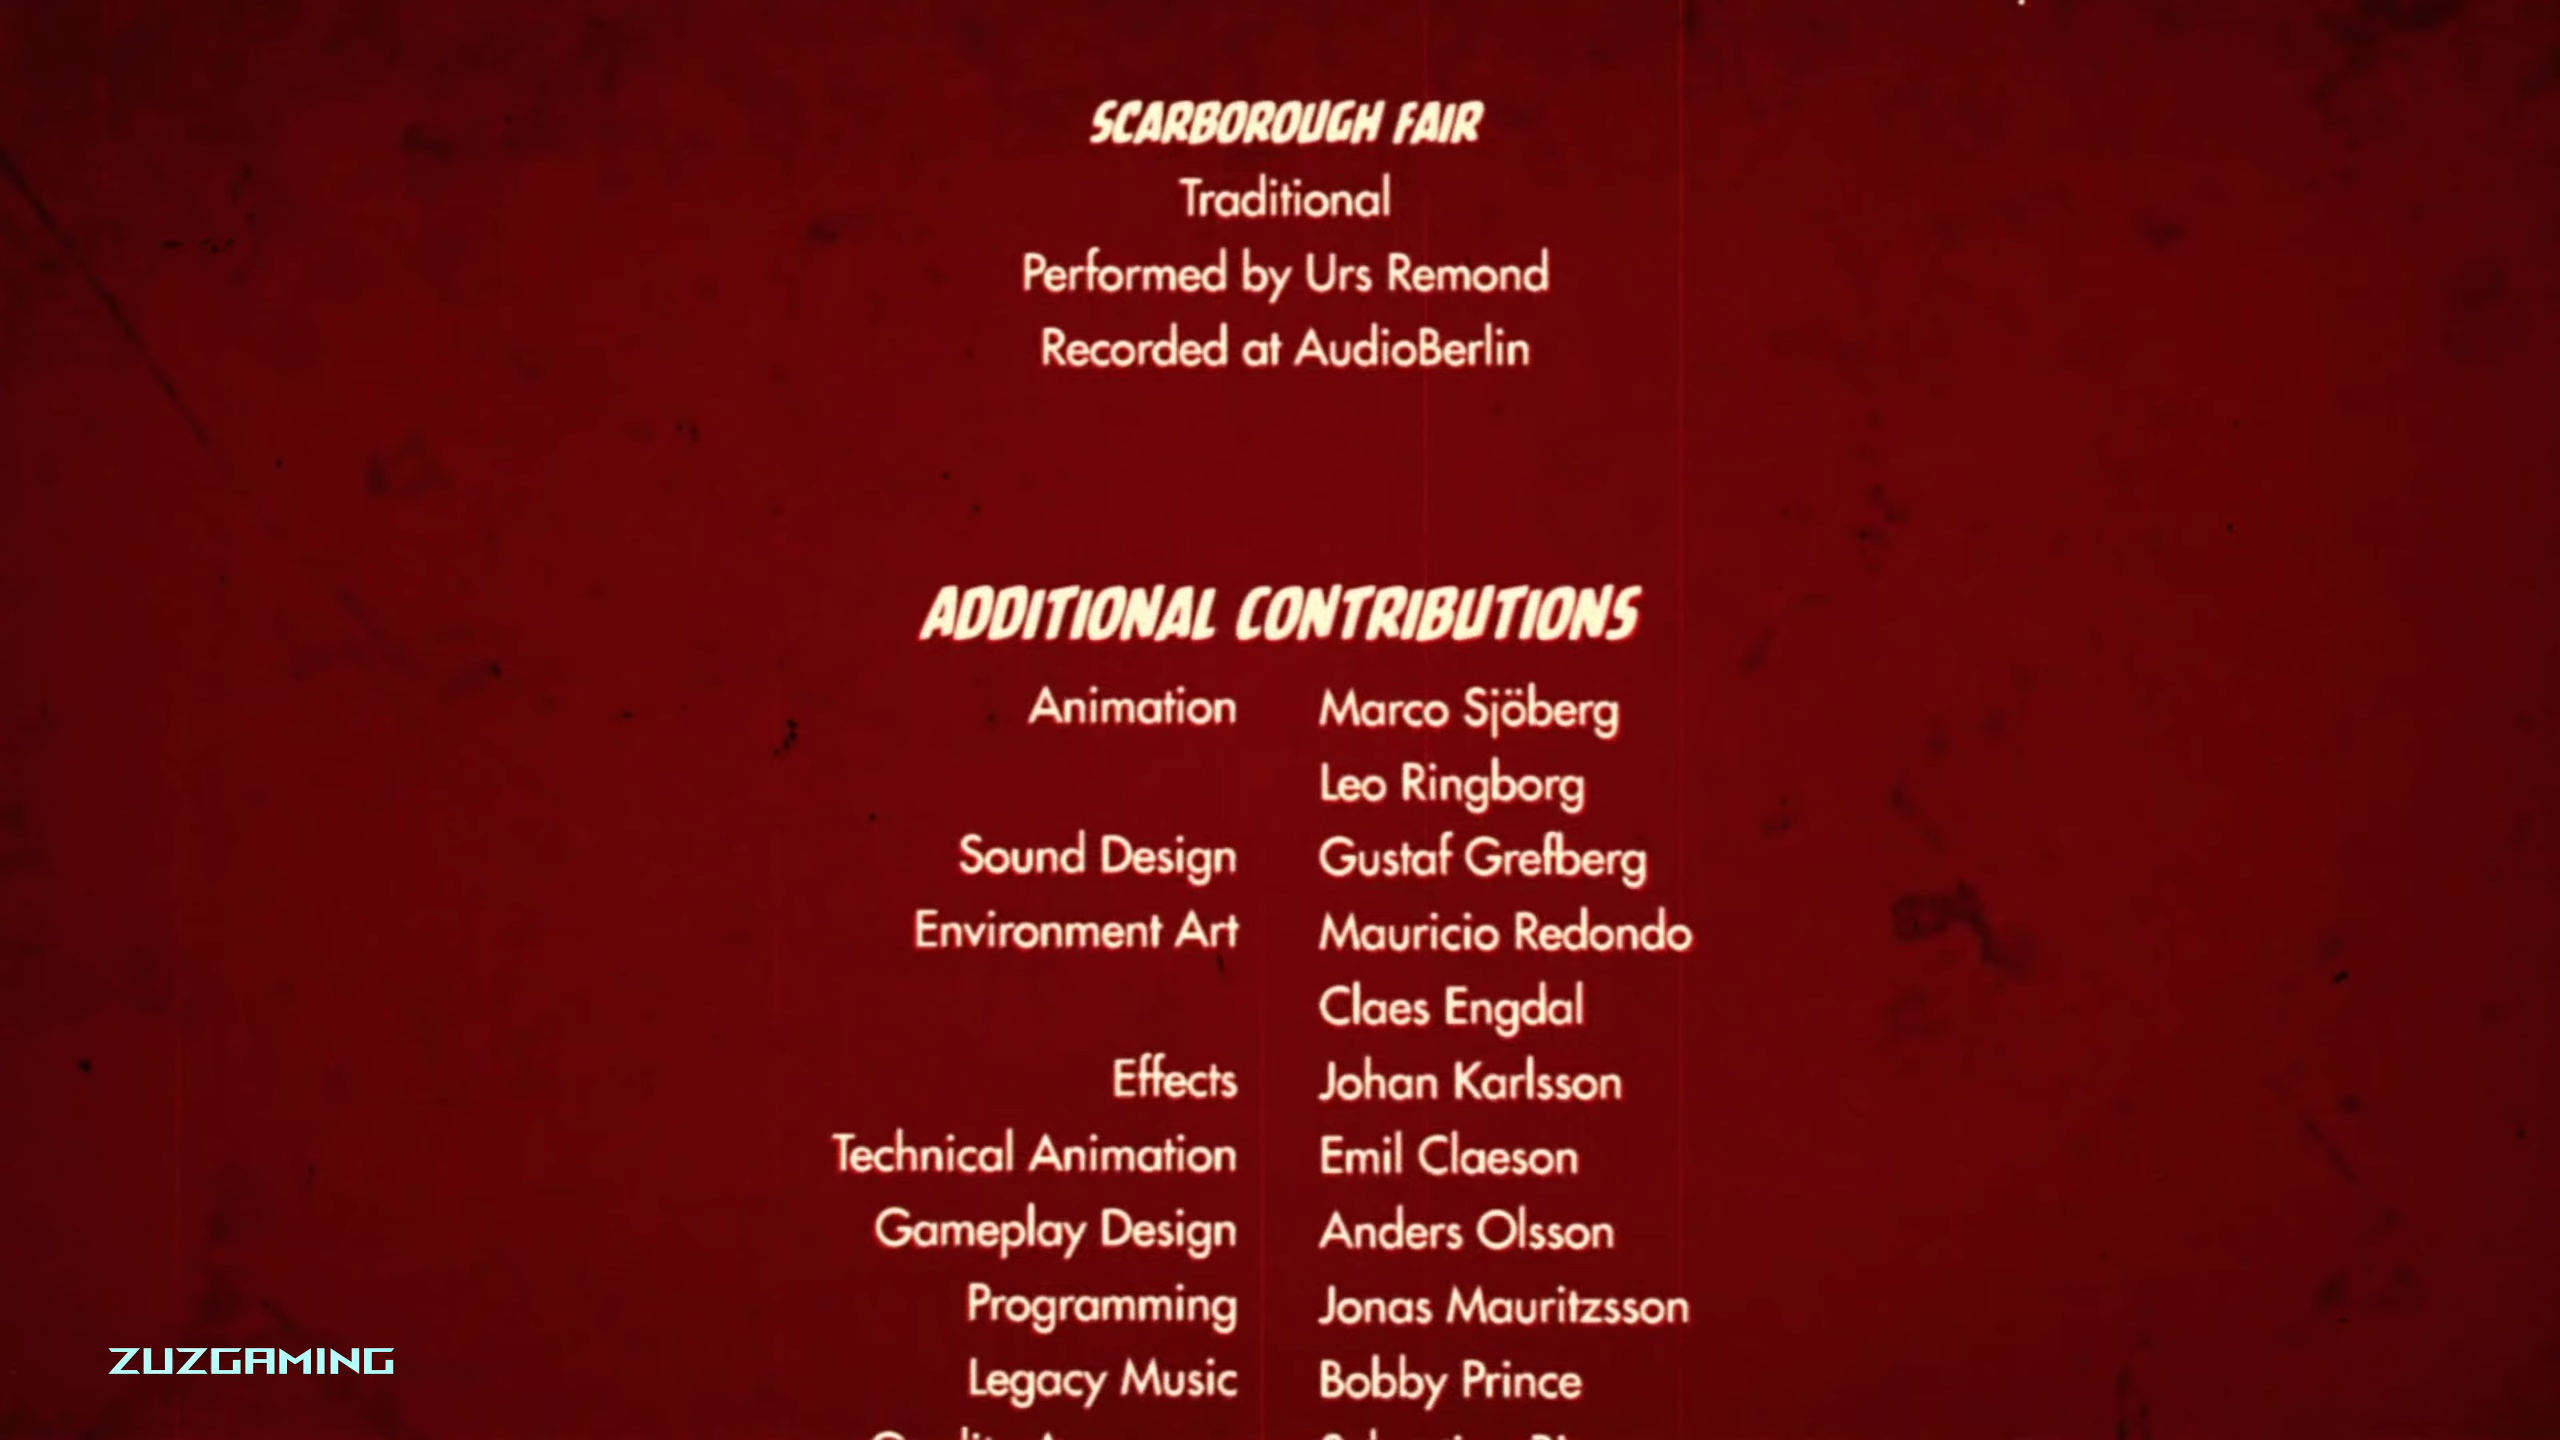 SCARBOROUGH FAIR
Traditional
Performed by Urs Remond
Recorded at AudioBerlin
ADDITIONAL CONTRIBUTIONS
Animation Marco Sjöberg
Leo Ringborg
Sound Design Gustaf Grefberg
Environment Art Mauricio Redondo
Claes Engdal
Effects Johan Karlsson
Technical Animation Emil Claeson
Gameplay Design Anders Olsson
Programming Jonas Mauritzsson
Legacy Music Bobby Prince
ZUZGAMING